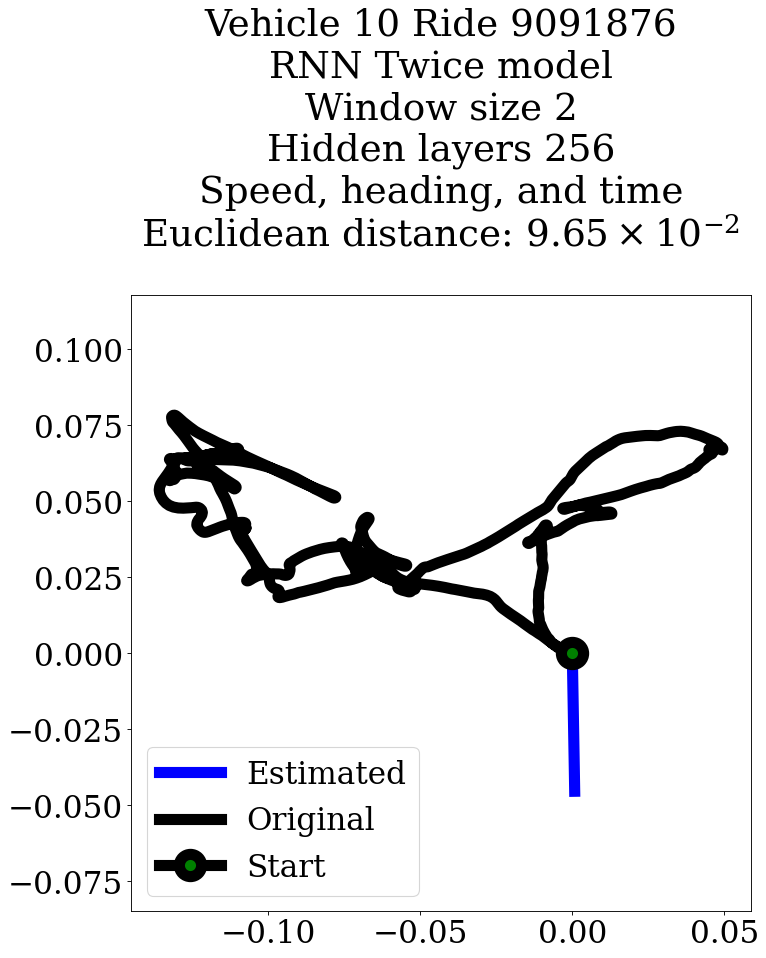 Vehicle 10 Ride 9091876
RNN Twice model
Window size 2
Hidden layers 256
Speed, heading, and time
Euclidean distance: 9.65 × 10⁻²
0.100
0.075
0.050
0.025
0.000
−0.025
−0.050
−0.075
Estimated
Original
Start
−0.10 −0.05 0.00 0.05